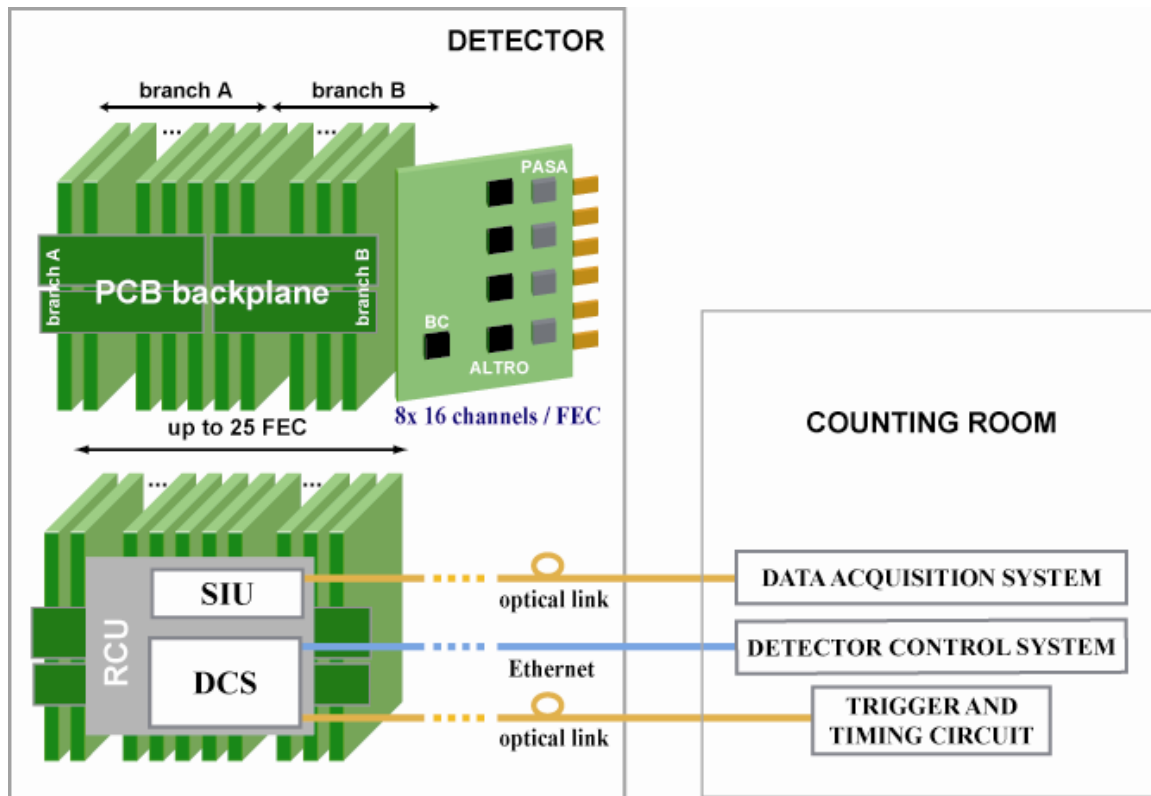 DETECTOR
branch A
branch B
...
...
PASA
branch A
PCB backplane
branch B
BC
ALTRO
8x 16 channels / FEC
up to 25 FEC
COUNTING ROOM
...
...
RCU
SIU
optical link
DATA ACQUISITION SYSTEM
DCS
Ethernet
DETECTOR CONTROL SYSTEM
optical link
TRIGGER AND
TIMING CIRCUIT